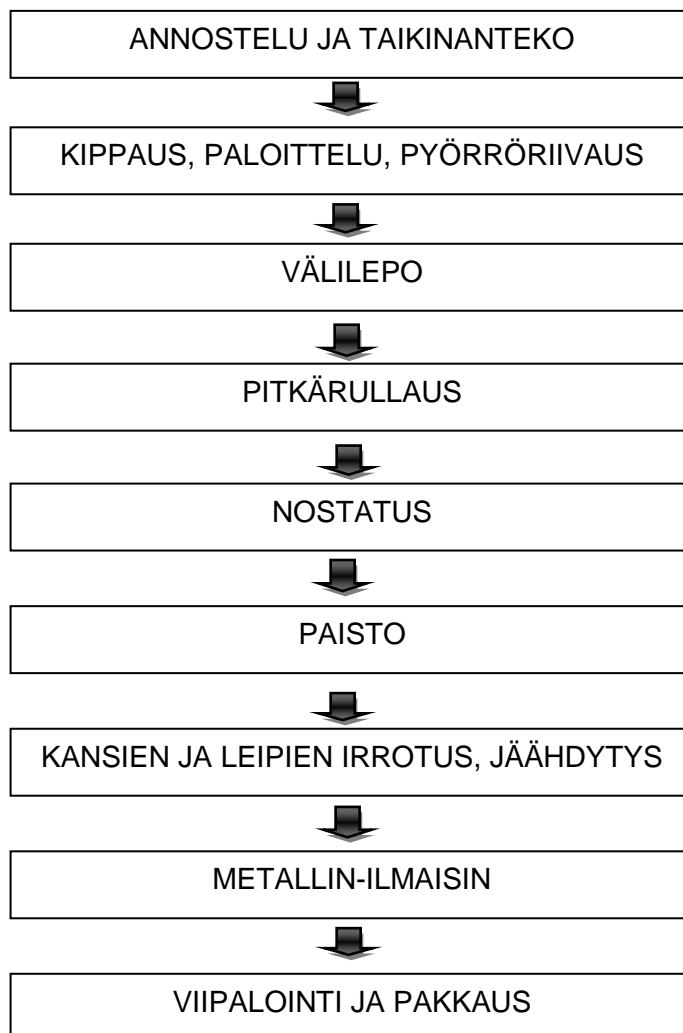 ANNOSTELU JA TAIKINANTEKO
KIPPAUS, PALOITTELU, PYÖRRÖRIIVAUS
VÄLILEPO
PITKÄRULLAUS
NOSTATUS
PAISTO
KANSIEN JA LEIPIEN IRROTUS, JÄÄHDYTYS
METALLIN-ILMAISIN
VIIPALOINTI JA PAKKAUS